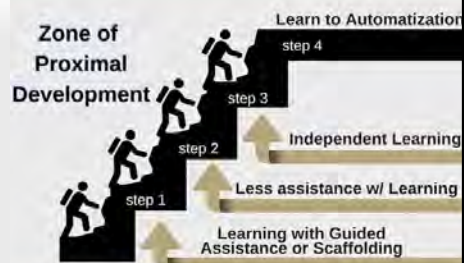 Zone of
Proximal
Development
Learn to Automatization
step 4
step 3
Independent Learning
step 2
Less assistance w/ Learning
step 1
Learning with Guided
Assistance or Scaffolding